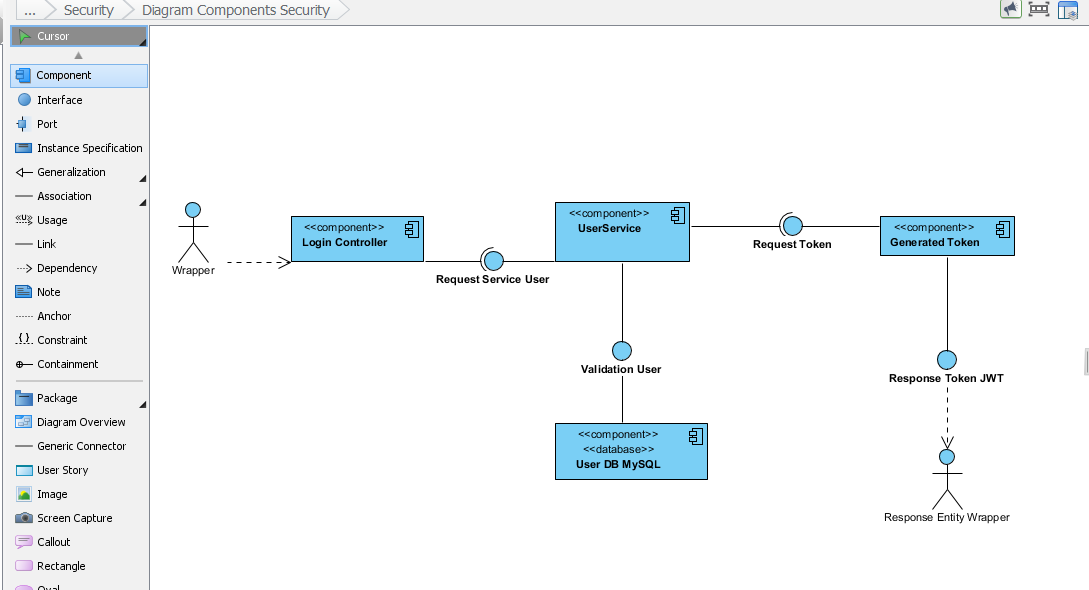 ...
Security
Diagram Components Security
Cursor
Component
Interface
Port
Instance Specification
Generalization
Association
«U» Usage
Link
Dependency
Note
Anchor
{ } Constraint
Containment
Package
Diagram Overview
Generic Connector
User Story
Image
Screen Capture
Callout
Rectangle
Oval
Wrapper
<<component>>
Login Controller
Request Service User
<<component>>
UserService
Request Token
<<component>>
Generated Token
Validation User
<<component>>
<<database>>
User DB MySQL
Response Token JWT
Response Entity Wrapper